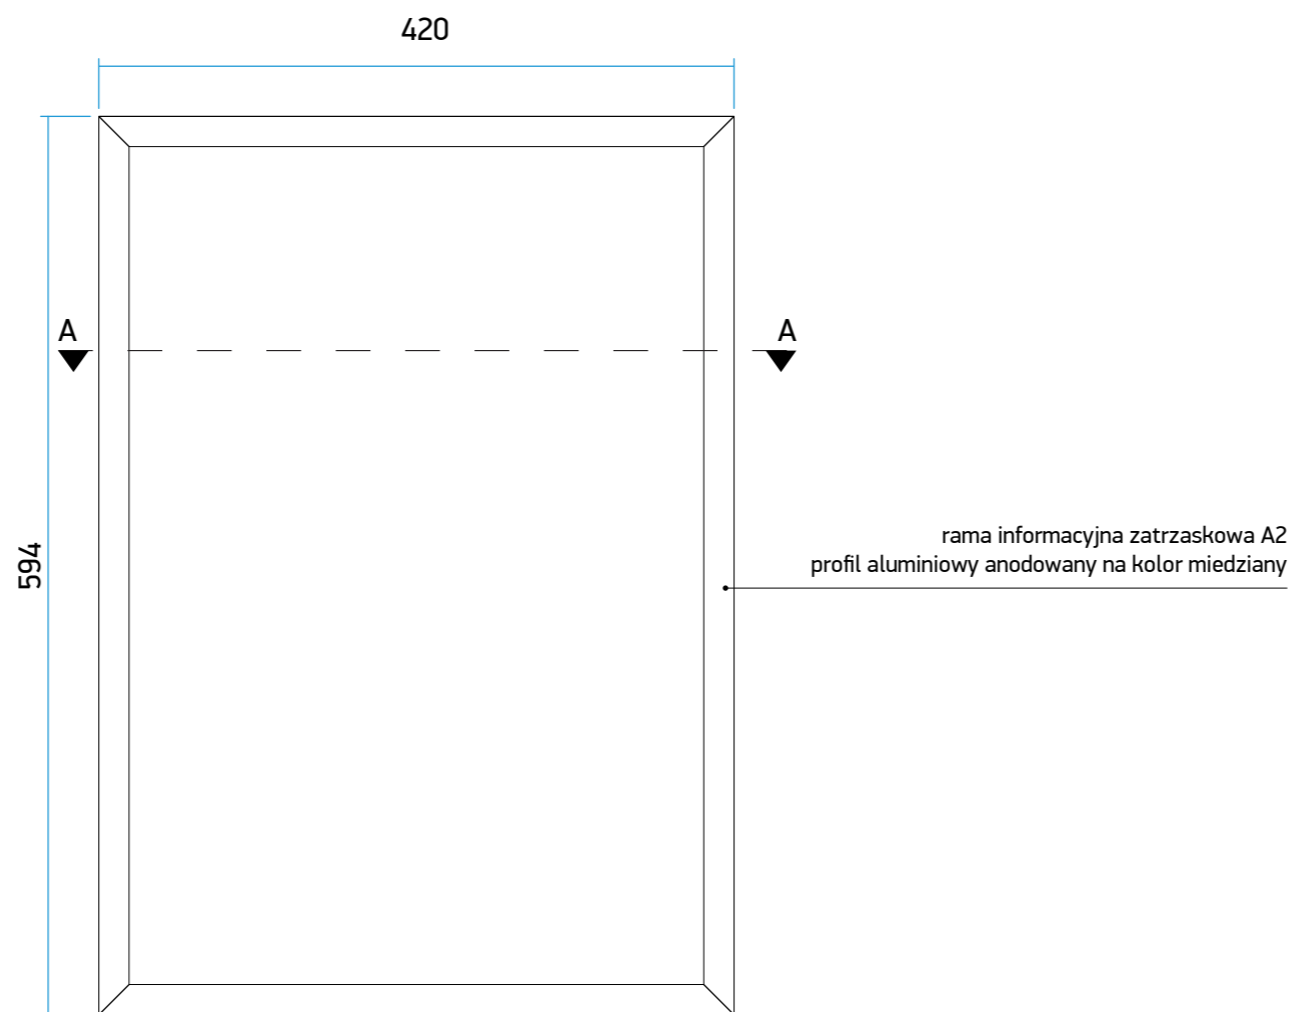 420
A A
594
rama informacyjna zatrzaskowa A2
profil aluminiowy anodowany na kolor miedziany